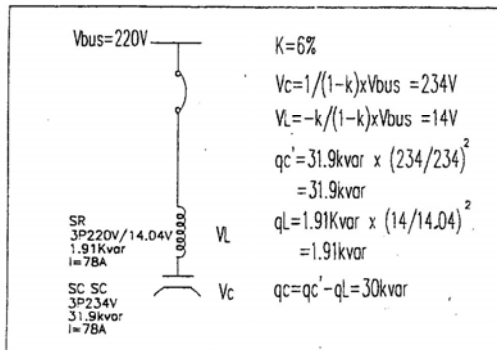 Vbus=220V
K=6%
Vc=1/(1-k)xVbus =234V
VL=-k/(1-k)xVbus =14V
qc'=31.9kvar x (234/234)²
=31.9kvar
SR
3P220V/14.04V
1.91Kvar
I=78A
VL
qL=1.91Kvar x (14/14.04)²
=1.91kvar
SC SC
3P234V
31.9kvar
I=78A
Vc
qc=qc'-qL=30kvar